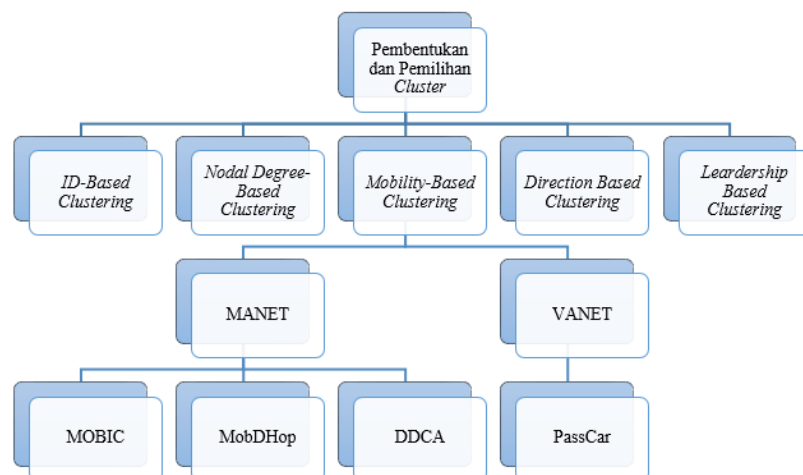 Pembentukan
dan Pemilihan
Cluster
ID-Based
Clustering
Nodal Degree-
Based
Clustering
Mobility-Based
Clustering
Direction Based
Clustering
Leardership
Based
Clustering
MANET
VANET
MOBIC
MobDHop
DDCA
PassCar